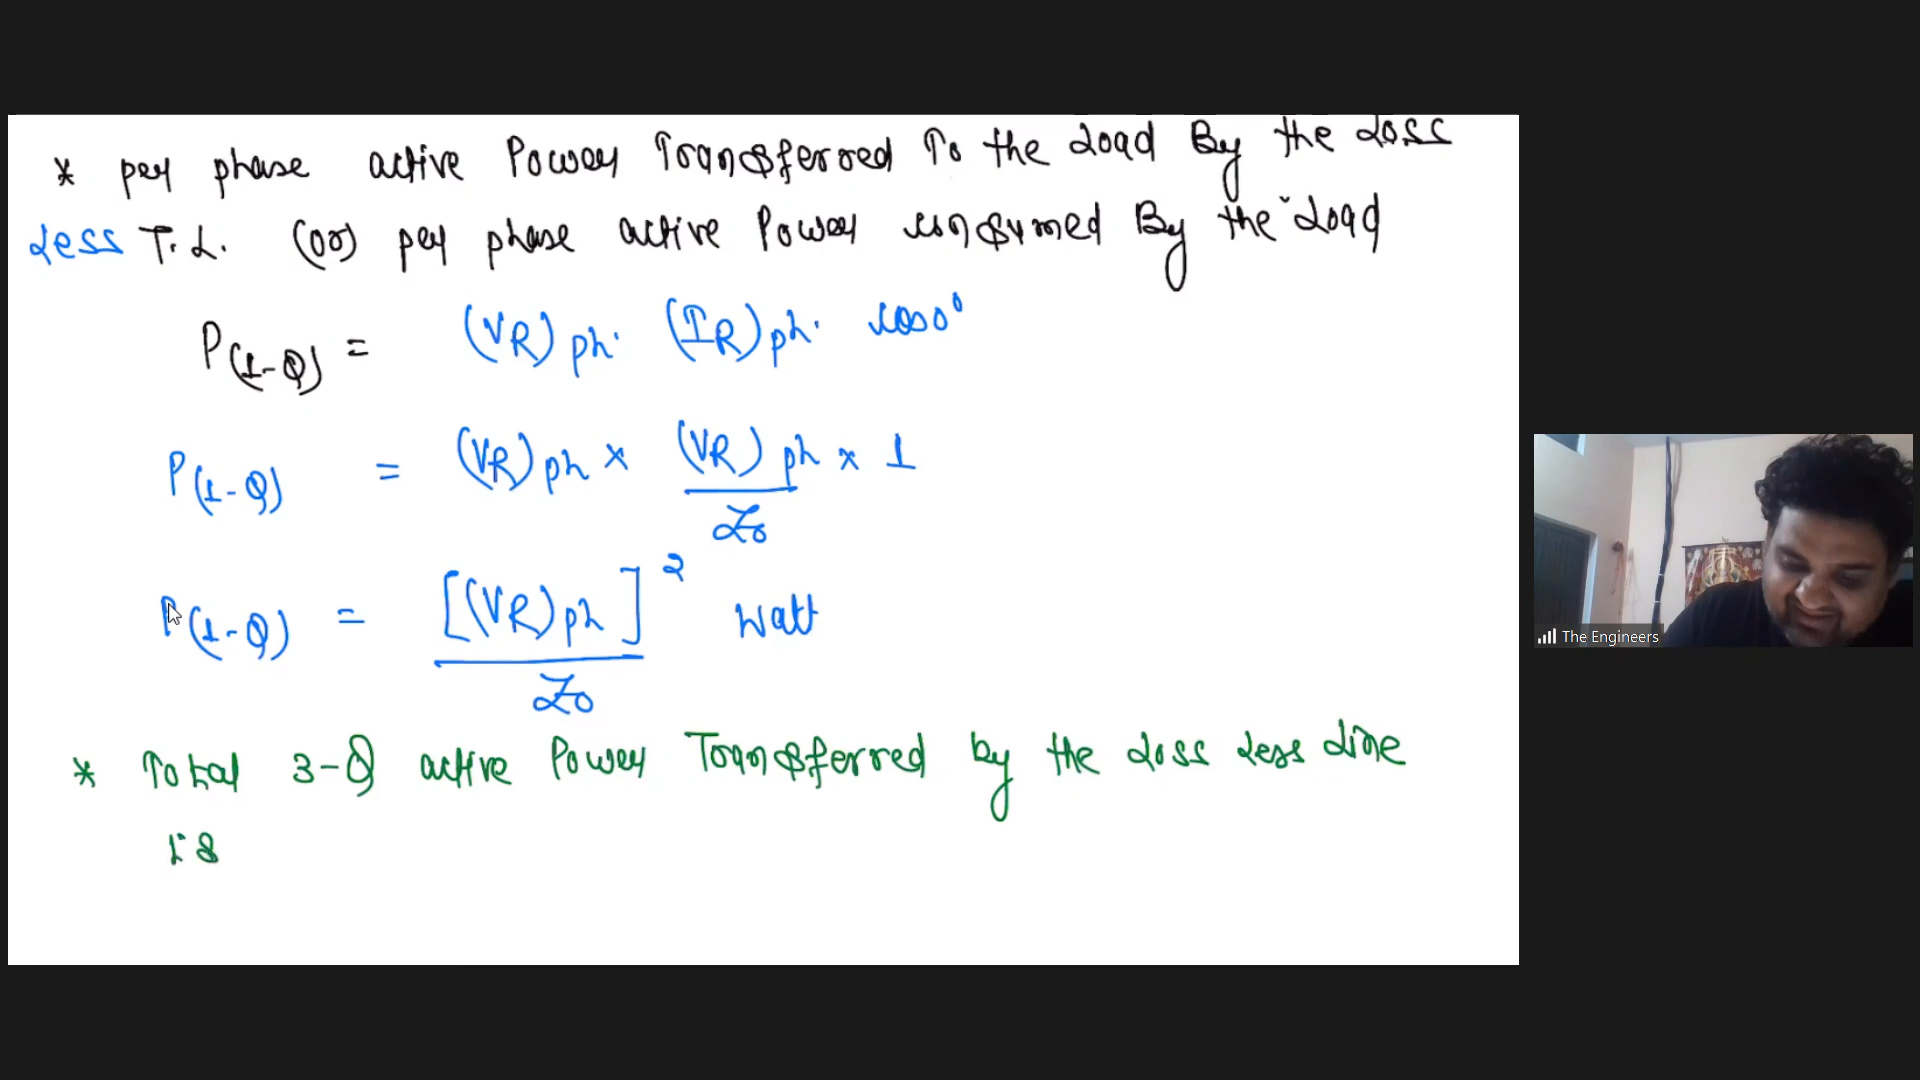 * per phase active Power Transferred To the Load By the Loss
Less T.L. (or) per phase active Power consumed By the Load
P(1-Φ) = (VR)ph. (IR)ph. cos0°
P(1-Φ) = (VR)ph × (VR)ph / Z0 × 1
P(1-Φ) = [(VR)ph]² / Z0 watt
* Total 3-Φ active Power Transferred by the Loss Less Line
is
The Engineers